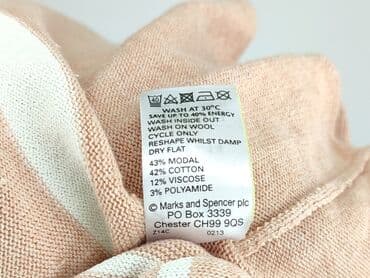 WASH AT 30°C
SAVE UP TO 40% ENERGY
WASH INSIDE OUT
WASH ON WOOL
CYCLE ONLY
RESHAPE WHILST DAMP
DRY FLAT
43% MODAL
42% COTTON
12% VISCOSE
3% POLYAMIDE
© Marks and Spencer plc
PO Box 3339
Chester CH99 9QS
Z14C 0213